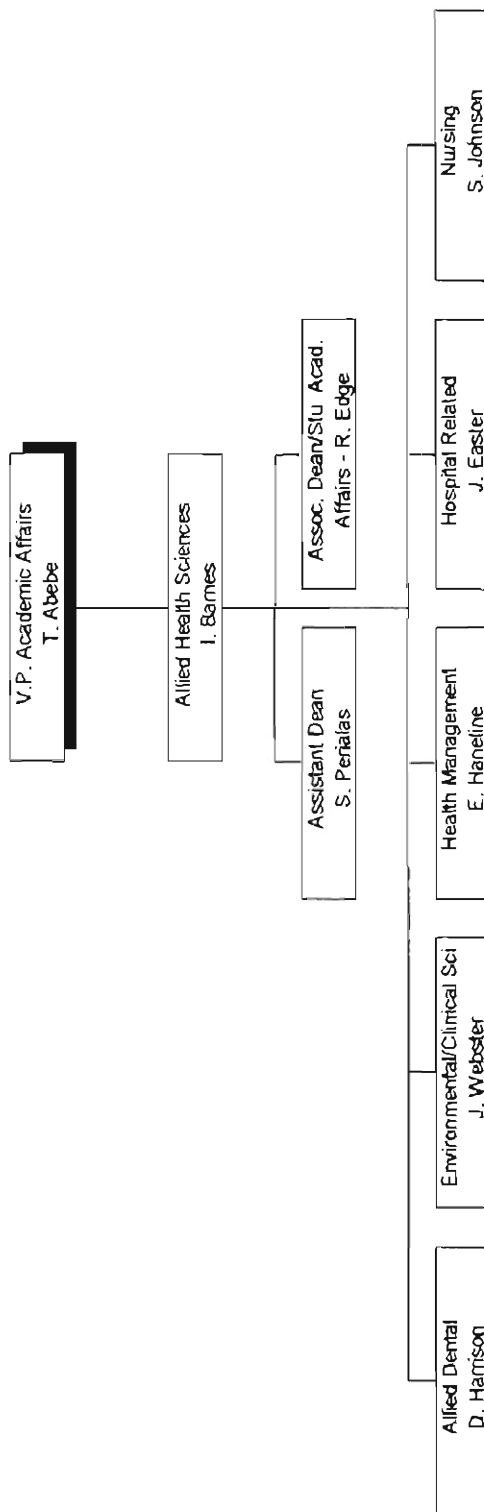 V.P. Academic Affairs
T. Abebe
Allied Health Sciences
I. Barnes
Assistant Dean
S. Perialas
Assoc. Dean/Stu Acad.
Affairs - R. Edge
Allied Dental
D. Harrison
Environmental/Clinical Sci
J. Webster
Health Management
E. Haneline
Hospital Related
J. Easter
Nursing
S. Johnson